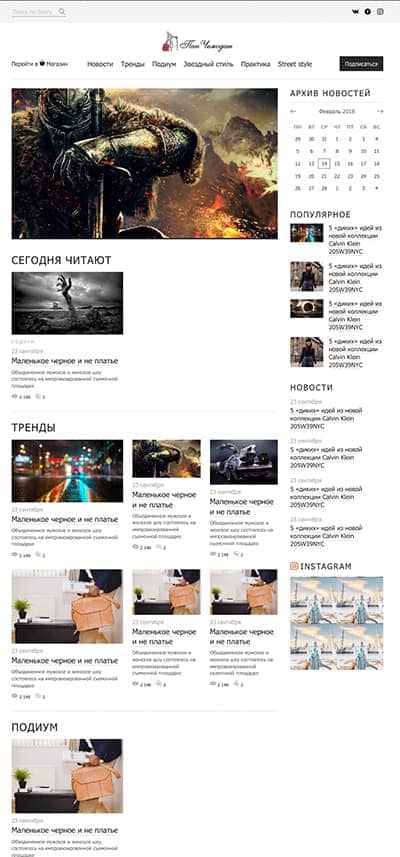 Поиск по блогу
Пан Чемодан
Перейти в Магазин
Новости Тренды Подиум Звездный стиль Практика Street style
Подписаться
СЕГОДНЯ ЧИТАЮТ
ПОДИУМ
23 сентября
Маленькое черное и не платье
Объединенное мужское и женское шоу
состоялось на импровизированной съемочной
площадке
2 146 2
ТРЕНДЫ
23 сентября
Маленькое черное и не платье
Объединенное мужское и женское шоу
состоялось на импровизированной съемочной
площадке
2 146 2
23 сентября
Маленькое черное
и не платье
Объединенное мужское и
женское шоу состоялось на
импровизированной
съемочной площадке
2 146 2
23 сентября
Маленькое черное
и не платье
Объединенное мужское и
женское шоу состоялось на
импровизированной
съемочной площадке
2 146 2
23 сентября
Маленькое черное и не платье
Объединенное мужское и женское шоу
состоялось на импровизированной съемочной
площадке
2 146 2
23 сентября
Маленькое черное
и не платье
Объединенное мужское и
женское шоу состоялось на
импровизированной
съемочной площадке
2 146 2
23 сентября
Маленькое черное
и не платье
Объединенное мужское и
женское шоу состоялось на
импровизированной
съемочной площадке
2 146 2
ПОДИУМ
23 сентября
Маленькое черное и не платье
Объединенное мужское и женское шоу
состоялось на импровизированной съемочной
площадке
АРХИВ НОВОСТЕЙ
Февраль 2018
ПН ВТ СР ЧТ ПТ СБ ВС
29 30 31 1 2 3 4
5 6 7 8 9 10 11
12 13 14 15 16 17 18
19 20 21 22 23 24 25
26 27 28 1 2 3 4
ПОПУЛЯРНОЕ
5 «диких» идей из
новой коллекции
Calvin Klein
205W39NYC
5 «диких» идей из
новой коллекции
Calvin Klein
205W39NYC
5 «диких» идей из
новой коллекции
Calvin Klein
205W39NYC
5 «диких» идей из
новой коллекции
Calvin Klein
205W39NYC
НОВОСТИ
23 сентября
5 «диких» идей из новой
коллекции Calvin Klein
205W39NYC
23 сентября
5 «диких» идей из новой
коллекции Calvin Klein
205W39NYC
23 сентября
5 «диких» идей из новой
коллекции Calvin Klein
205W39NYC
23 сентября
5 «диких» идей из новой
коллекции Calvin Klein
205W39NYC
INSTAGRAM